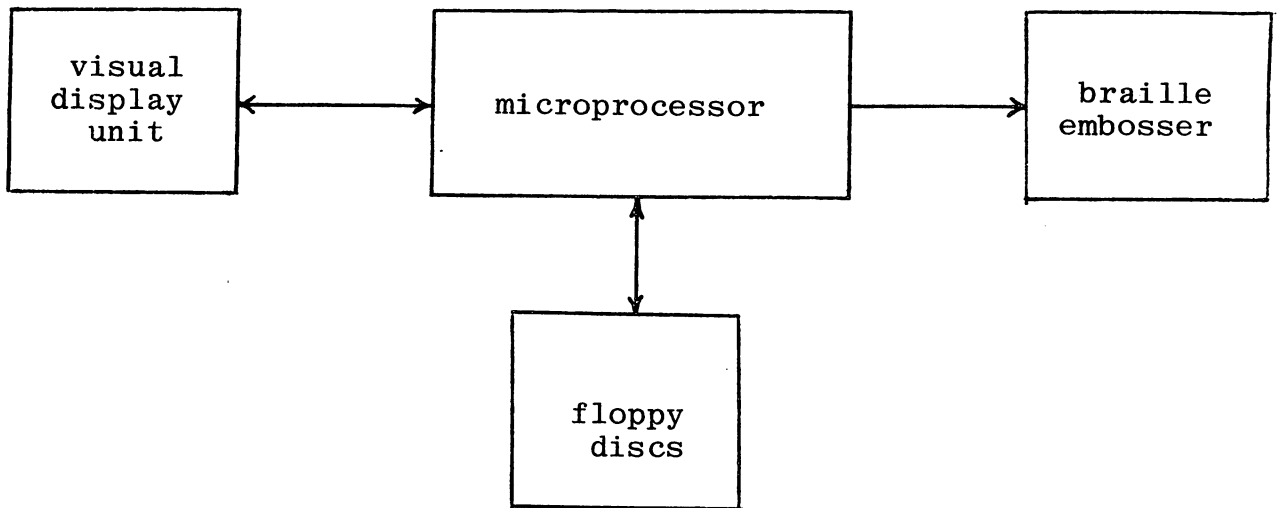 visual
display
unit
microprocessor
braille
embosser
floppy
discs